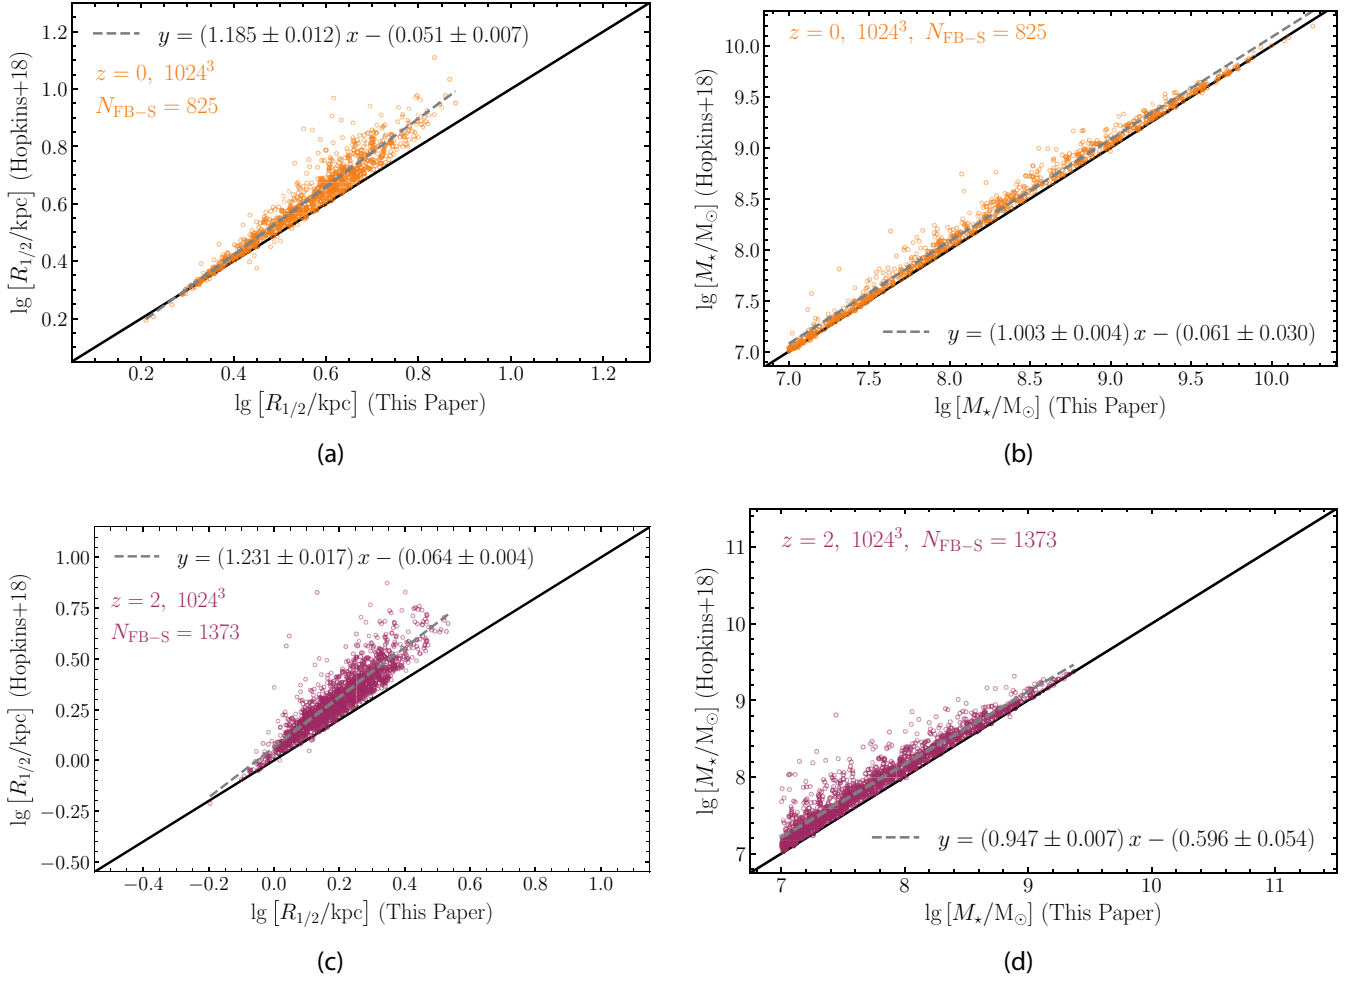 y = (1.185 ± 0.012) x − (0.051 ± 0.007)
z = 0, 1024³
N_FB−S = 825
lg [R_1/2/kpc] (Hopkins+18)
1.2
1.0
0.8
0.6
0.4
0.2
0.2 0.4 0.6 0.8 1.0 1.2
lg [R_1/2/kpc] (This Paper)
(a)
z = 0, 1024³, N_FB−S = 825
lg [M⋆/M⊙] (Hopkins+18)
10.0
9.5
9.0
8.5
8.0
7.5
7.0
y = (1.003 ± 0.004) x − (0.061 ± 0.030)
7.0 7.5 8.0 8.5 9.0 9.5 10.0
lg [M⋆/M⊙] (This Paper)
(b)
y = (1.231 ± 0.017) x − (0.064 ± 0.004)
z = 2, 1024³
N_FB−S = 1373
lg [R_1/2/kpc] (Hopkins+18)
1.00
0.75
0.50
0.25
0.00
−0.25
−0.50
−0.4 −0.2 0.0 0.2 0.4 0.6 0.8 1.0
lg [R_1/2/kpc] (This Paper)
(c)
z = 2, 1024³, N_FB−S = 1373
lg [M⋆/M⊙] (Hopkins+18)
11
10
9
8
7
y = (0.947 ± 0.007) x − (0.596 ± 0.054)
7 8 9 10 11
lg [M⋆/M⊙] (This Paper)
(d)